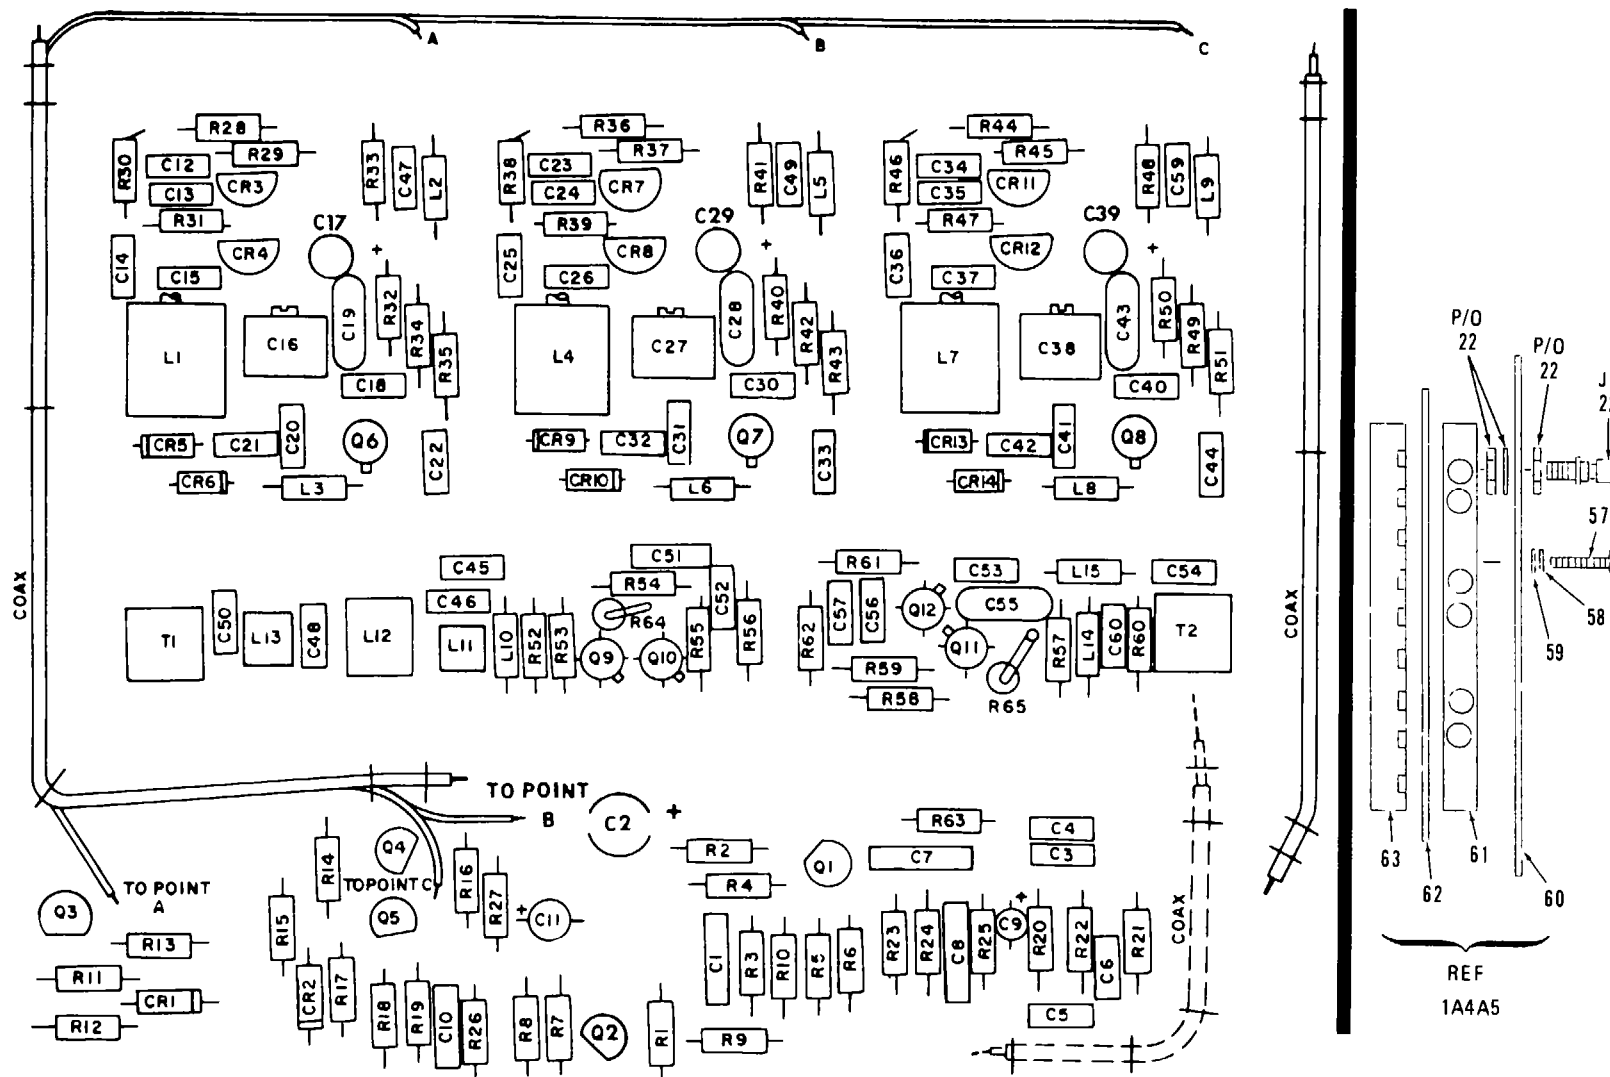 A
B
C
R28
R36
R44
R29
R37
R45
R30
C12
CR3
R33
C47
L2
R38
C23
CR7
R41
C49
L5
R46
C34
CR11
R48
C59
L9
C13
C24
C35
R31
R39
R47
C17
C29
C39
C14
CR4
+
C25
CR8
+
C36
CR12
+
C15
C26
C37
L1
C16
C19
R32
R34
R35
L4
C27
C28
R40
R42
R43
L7
C38
C43
R50
R49
R51
C18
C30
C40
CR5
C21
C20
Q6
C22
CR9
C32
C31
Q7
C33
CR13
C42
C41
Q8
C44
CR6
L3
CR10
L6
CR14
L8
COAX
C45
C51
R61
C53
L15
C54
C46
R54
T1
C50
L13
C48
L12
L11
L10
R52
R53
Q9
R64
Q10
R55
C52
R56
R62
C57
C56
Q12
C55
Q11
R57
L14
C60
R60
T2
R59
R58
R65
COAX
TO POINT
B
C2
+
R63
C4
C3
R14
Q4
R16
R2
Q1
C7
R4
TO POINT
A
TO POINT C
Q3
R13
R15
Q5
R27
+
C11
C1
R3
R10
R5
R6
R23
R24
C8
R25
+
C9
R20
R22
C6
R21
COAX
R11
CR1
R12
CR2
R17
R18
R19
C10
R26
R8
R7
Q2
R1
R9
C5
P/O
22
P/O
22
J
2
57
58
59
63
62
61
60
REF
1A4A5